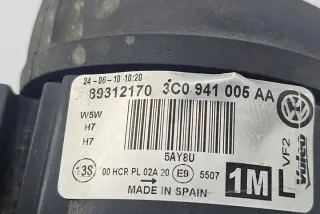 24-06-10 10:20
89312170 3C0 941 005 AA
W5W
H7
H7
5AY8U
13S 00 HCR PL 02A 20 E9 5507
MADE IN SPAIN
1M L
VF2
Valeo